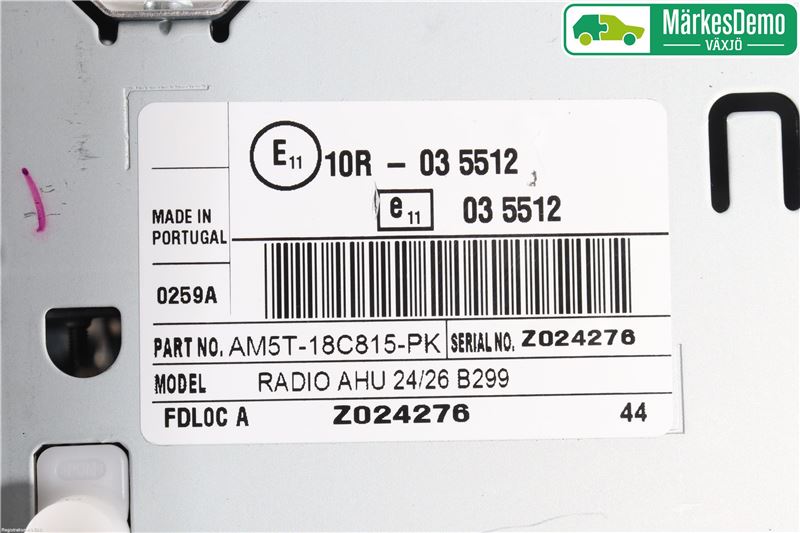 MärkesDemo
VÄXJÖ
E11 10R - 03 5512
e11 03 5512
MADE IN
PORTUGAL
0259A
PART NO. AM5T-18C815-PK SERIAL NO. Z024276
MODEL RADIO AHU 24/26 B299
FDLOC A Z024276 44